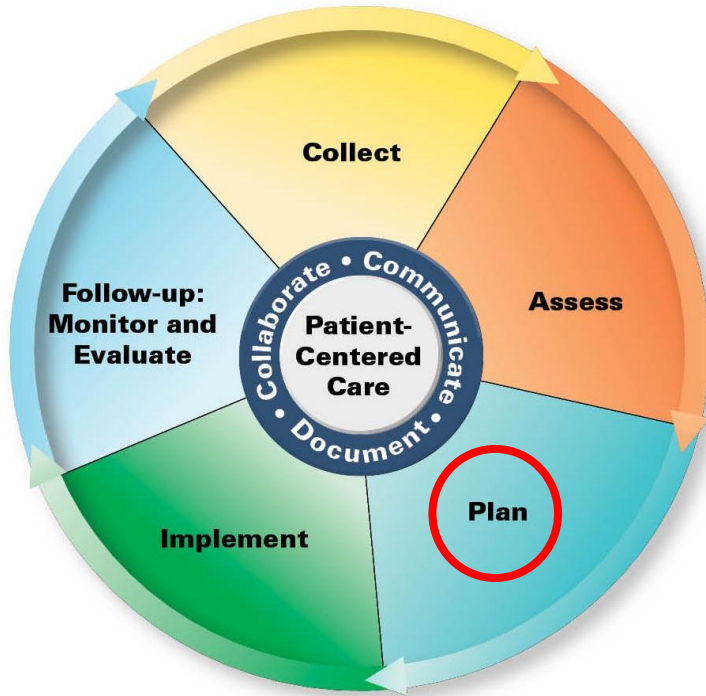 Collect
Assess
Plan
Implement
Follow-up:
Monitor and
Evaluate
Collaborate • Communicate • Document •
Patient-
Centered
Care